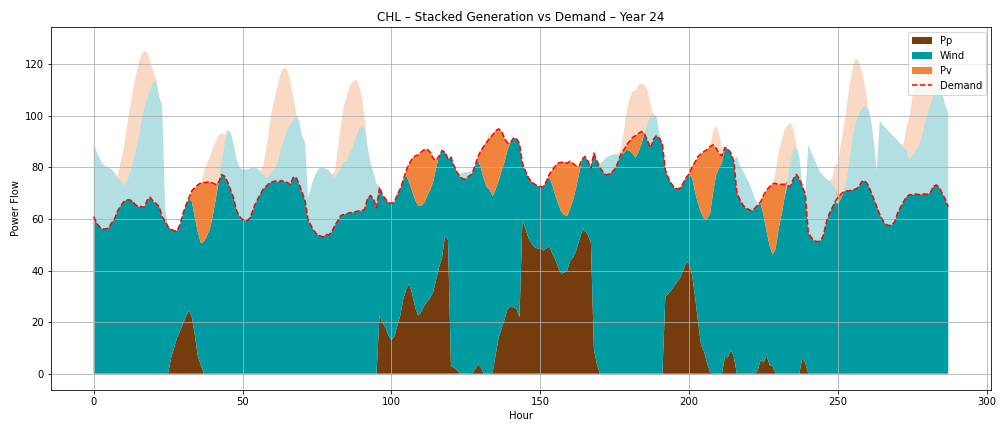 CHL – Stacked Generation vs Demand – Year 24
Pp
Wind
Pv
Demand
Power Flow
120
100
80
60
40
20
0
0 50 100 150 200 250 300
Hour